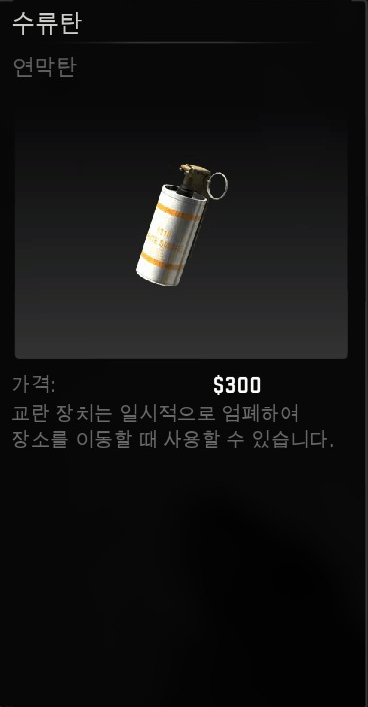 수류탄
연막탄
가격: $300
교란 장치는 일시적으로 엄폐하여
장소를 이동할 때 사용할 수 있습니다.